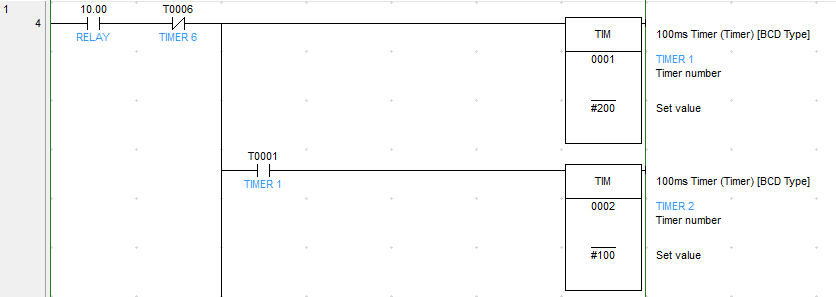 1
10.00 T0006
4 TIM 100ms Timer (Timer) [BCD Type]
RELAY TIMER 6
0001 TIMER 1
Timer number
#200 Set value
T0001
TIM 100ms Timer (Timer) [BCD Type]
TIMER 1
0002 TIMER 2
Timer number
#100 Set value